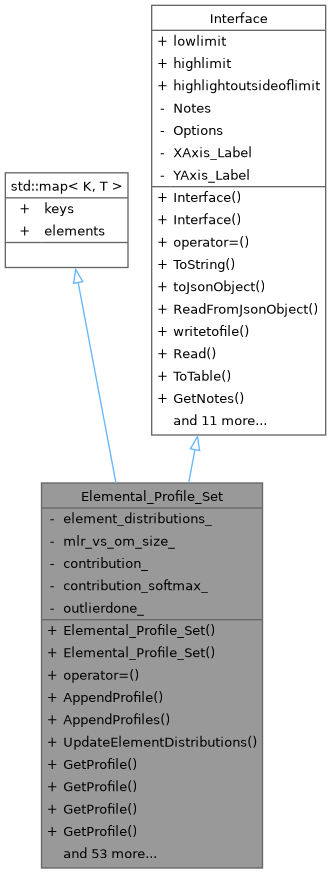 Interface
+ lowlimit
+ highlimit
+ highlightoutsideoflimit
- Notes
- Options
- XAxis_Label
- YAxis_Label
+ Interface()
+ Interface()
+ operator=()
+ ToString()
+ toJsonObject()
+ ReadFromJsonObject()
+ writetofile()
+ Read()
+ ToTable()
+ GetNotes()
and 11 more...
std::map< K, T >
+ keys
+ elements
Elemental_Profile_Set
- element_distributions_
- mlr_vs_om_size_
- contribution_
- contribution_softmax_
- outlierdone_
+ Elemental_Profile_Set()
+ Elemental_Profile_Set()
+ operator=()
+ AppendProfile()
+ AppendProfiles()
+ UpdateElementDistributions()
+ GetProfile()
+ GetProfile()
+ GetProfile()
+ GetProfile()
and 53 more...